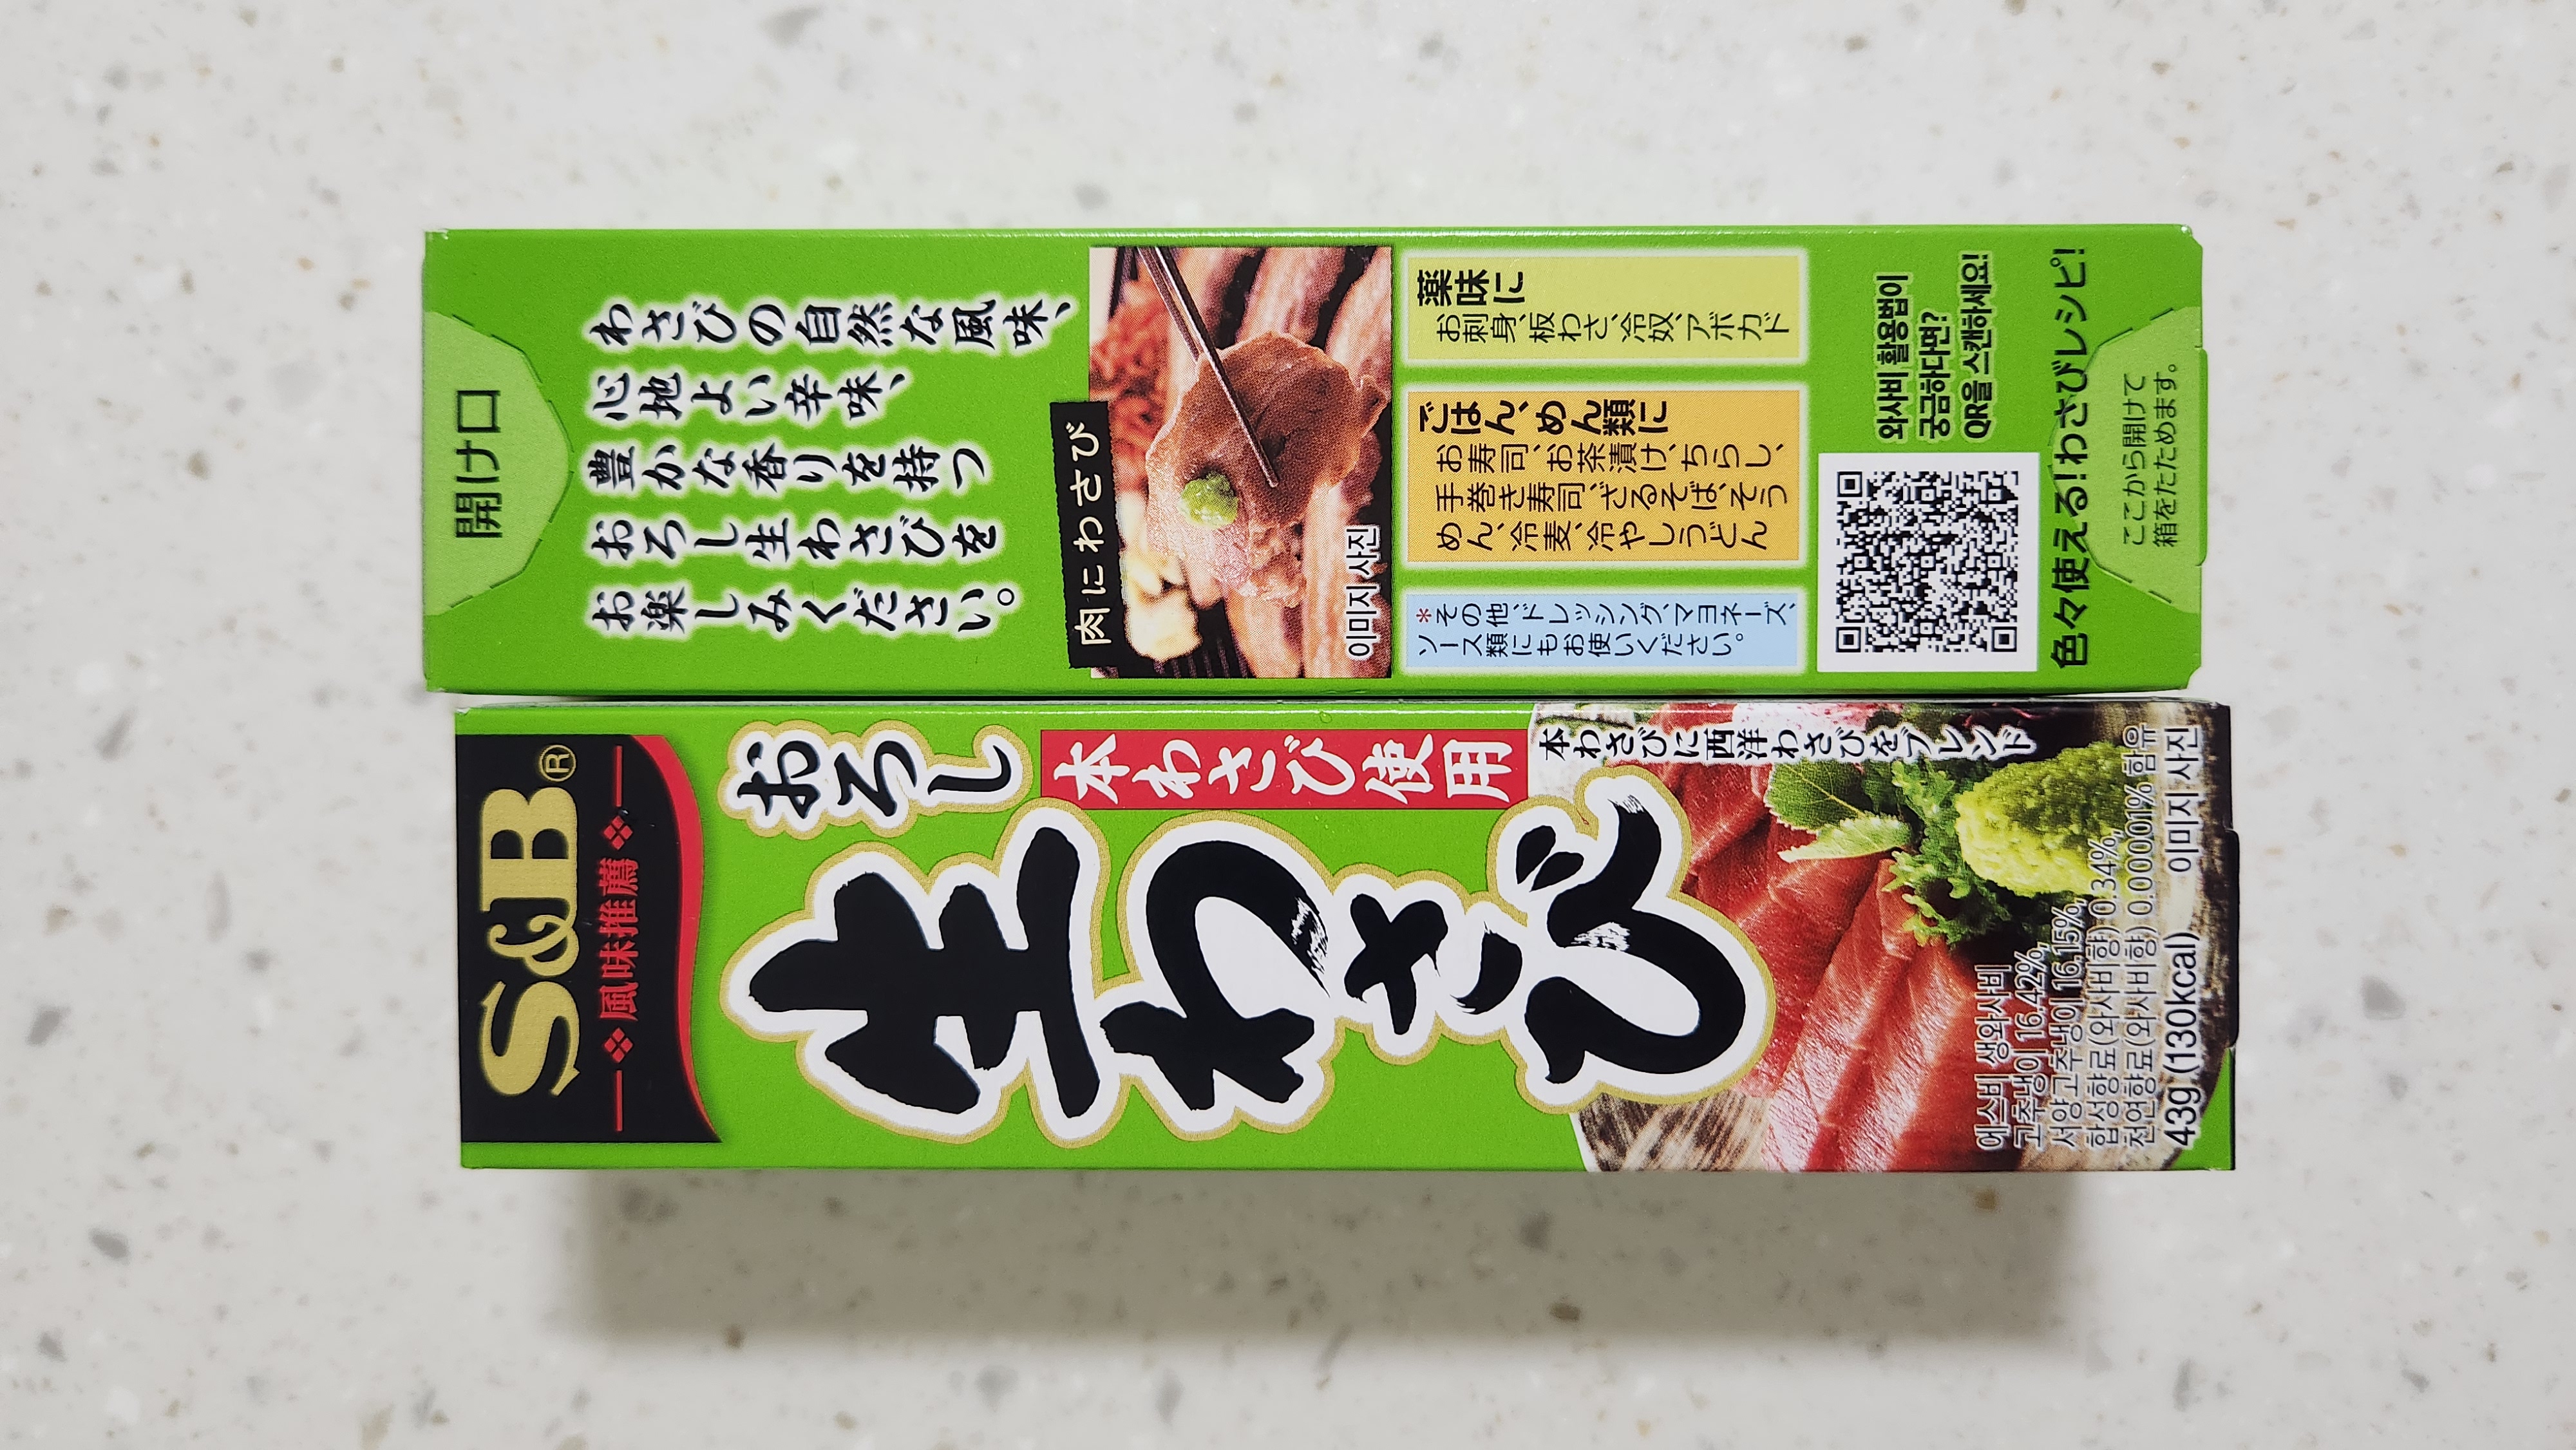 開け口
わさびの自然な風味、
心地よい辛味、
豊かな香りを持つ
おろし生わさびを
お楽しみください。
肉にわさび
이미지 사진
薬味に
お刺身、板わさ、冷奴、アボカド
ごはん、めん類に
お寿司、お茶漬け、ちらし、
手巻き寿司、ざるそば、そう
めん、冷麦、冷やしうどん
*その他、ドレッシング、マヨネーズ、
ソース類にもお使いください。
와사비 활용법이
궁금하다면?
QR을 스캔하세요!
色々使える!わさびレシピ!
ここから開けて
箱をたためます。
S&B®
風味推薦
おろし
生わさび
本わさび使用
本わさびに西洋わさびをブレンド
에스비 생와사비
고추냉이 16.42%,
서양고추냉이 16.15%,
합성향료(와사비향) 0.34%,
천연향료(와사비향) 0.00001% 함유
43g (130kcal)
이미지 사진